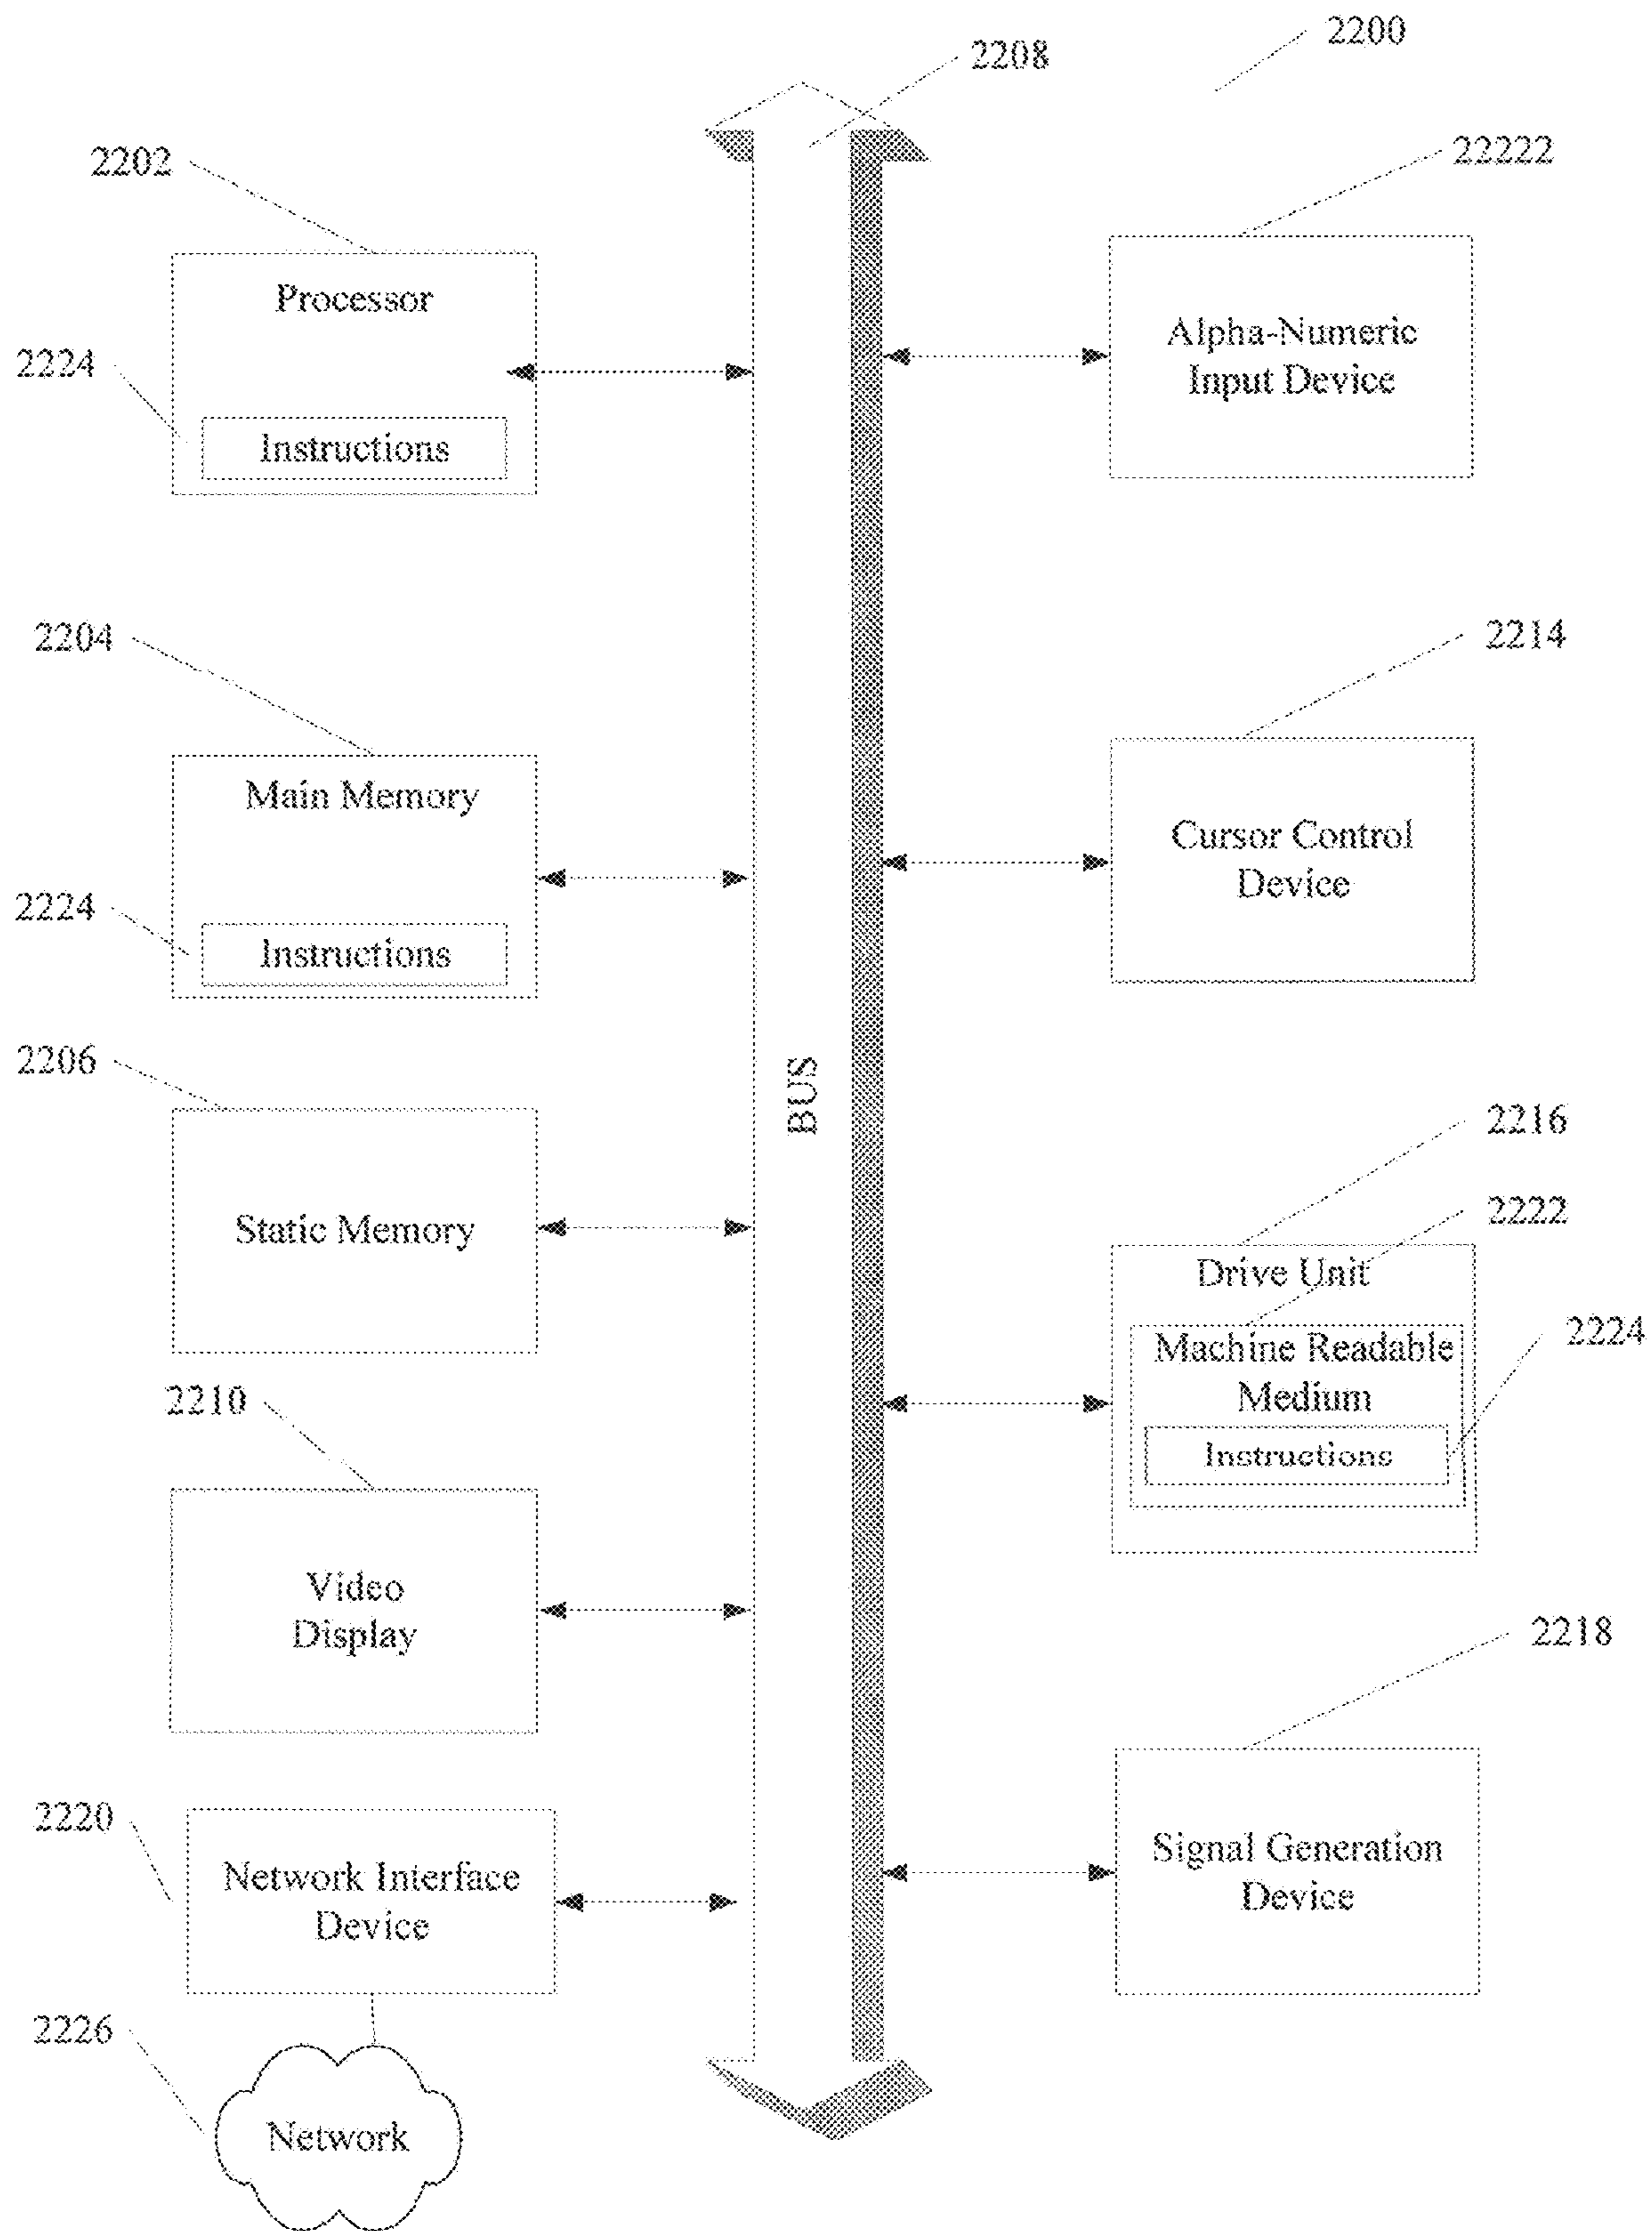 2208
2200
2202
22222
Processor
2224
Instructions
Alpha-Numeric
Input Device
2204
2214
Main Memory
2224
Instructions
Cursor Control
Device
2206
BUS
Static Memory
2216
2222
Drive Unit
Machine Readable
Medium
2224
Instructions
2210
Video
Display
2218
2220
Network Interface
Device
Signal Generation
Device
2226
Network